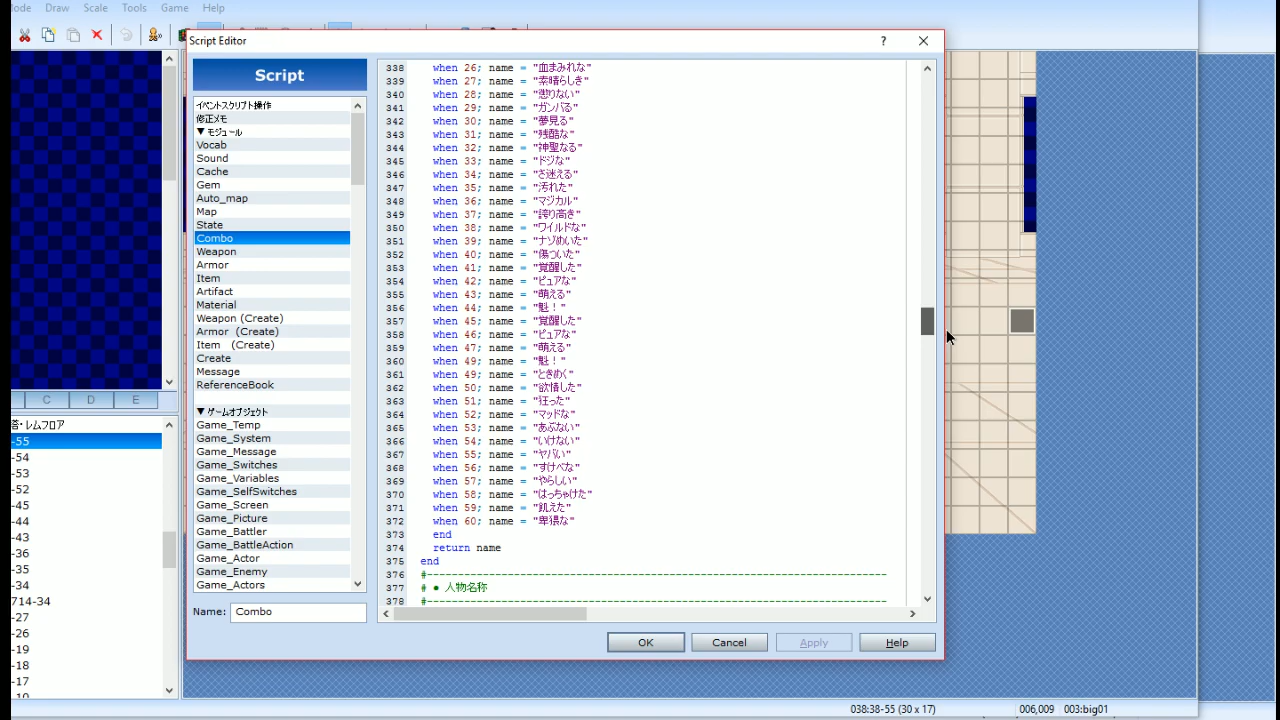 Mode Draw Scale Tools Game Help
Script Editor
?
Script
イベントスクリプト操作
修正メモ
▼ モジュール
Vocab
Sound
Cache
Gem
Auto_map
Map
State
Combo
Weapon
Armor
Item
Artifact
Material
Weapon (Create)
Armor (Create)
Item (Create)
Create
Message
ReferenceBook
▼ ゲームオブジェクト
Game_Temp
Game_System
Game_Message
Game_Switches
Game_Variables
Game_SelfSwitches
Game_Screen
Game_Picture
Game_Battler
Game_BattleAction
Game_Actor
Game_Enemy
Game_Actors
Name: Combo
338 when 26; name = "血まみれな"
339 when 27; name = "素晴らしき"
340 when 28; name = "懲りない"
341 when 29; name = "ガンバる"
342 when 30; name = "夢見る"
343 when 31; name = "残酷な"
344 when 32; name = "神聖なる"
345 when 33; name = "ドジな"
346 when 34; name = "さ迷える"
347 when 35; name = "汚れた"
348 when 36; name = "マジカル"
349 when 37; name = "誇り高き"
350 when 38; name = "ワイルドな"
351 when 39; name = "ナゾめいた"
352 when 40; name = "傷ついた"
353 when 41; name = "覚醒した"
354 when 42; name = "ピュアな"
355 when 43; name = "萌える"
356 when 44; name = "魁！"
357 when 45; name = "覚醒した"
358 when 46; name = "ピュアな"
359 when 47; name = "萌える"
360 when 49; name = "魁！"
361 when 49; name = "ときめく"
362 when 50; name = "欲情した"
363 when 51; name = "狂った"
364 when 52; name = "マッドな"
365 when 53; name = "あぶない"
366 when 54; name = "いけない"
367 when 55; name = "ヤバい"
368 when 56; name = "すけべな"
369 when 57; name = "やらしい"
370 when 58; name = "はっちゃけた"
371 when 59; name = "飢えた"
372 when 60; name = "卑猥な"
373 end
374 return name
375 end
376 #--------------------------------------------------------------------------
377 # ● 人物名称
378 #--------------------------------------------------------------------------
OK Cancel Apply Help
C D E
塔・レムフロア
-55
-54
-53
-52
-45
-44
-43
-36
-35
-34
714-34
-27
-26
-19
-18
-17
-10
038:38-55 (30 x 17) 006,009 003:big01